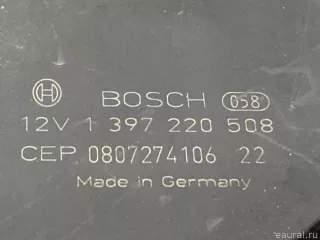 BOSCH 058
12V 1 397 220 508
CEP 0807274106 22
Made in Germany
eaural.ru